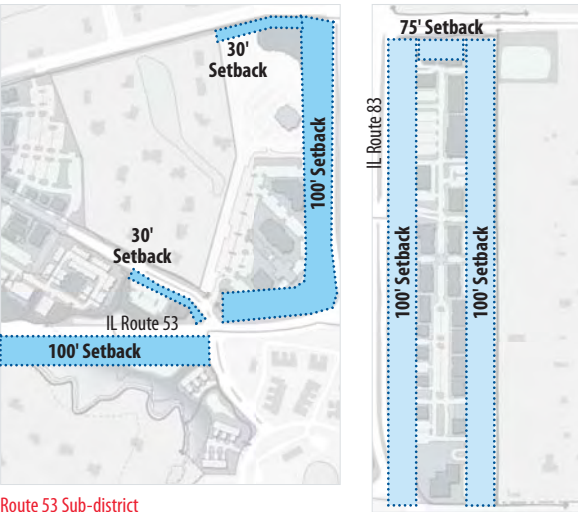 30'
Setback
100' Setback
30'
Setback
IL Route 53
100' Setback
Route 53 Sub-district
75' Setback
IL Route 83
100' Setback
100' Setback